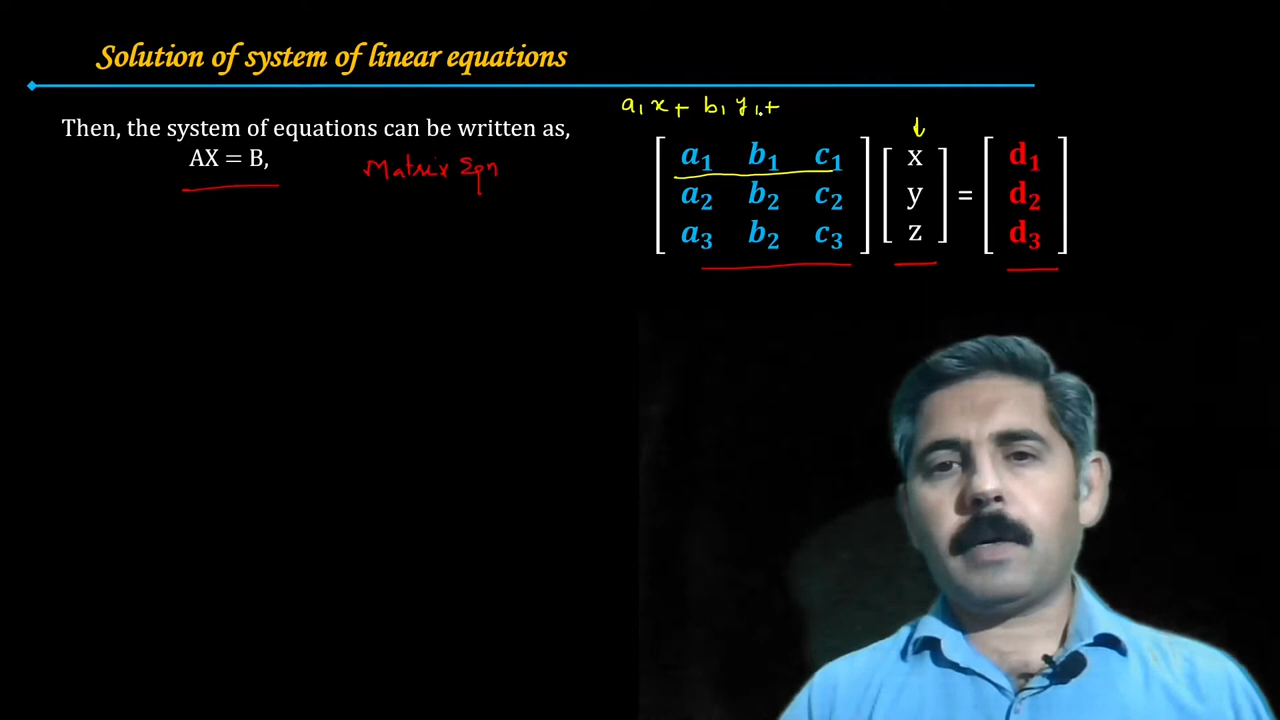 Solution of system of linear equations
a₁x + b₁y₁+
Then, the system of equations can be written as,
AX = B,
Matrix Eqn
[ a₁ b₁ c₁ ] [ x ] = [ d₁ ]
[ a₂ b₂ c₂ ] [ y ] = [ d₂ ]
[ a₃ b₂ c₃ ] [ z ] = [ d₃ ]